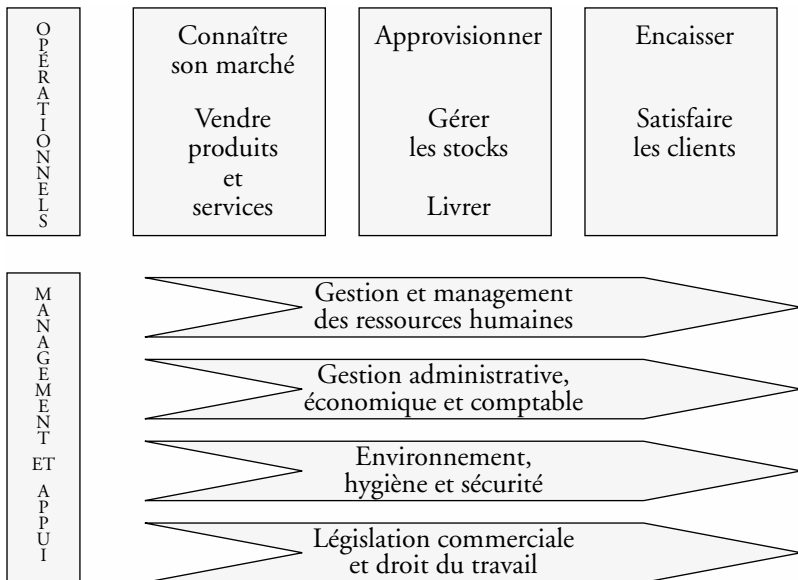 OPÉRATIONNELS
Connaître
son marché
Vendre
produits
et
services
Approvisionner
Gérer
les stocks
Livrer
Encaisser
Satisfaire
les clients
MANAGEMENT ET APPUI
Gestion et management
des ressources humaines
Gestion administrative,
économique et comptable
Environnement,
hygiène et sécurité
Législation commerciale
et droit du travail